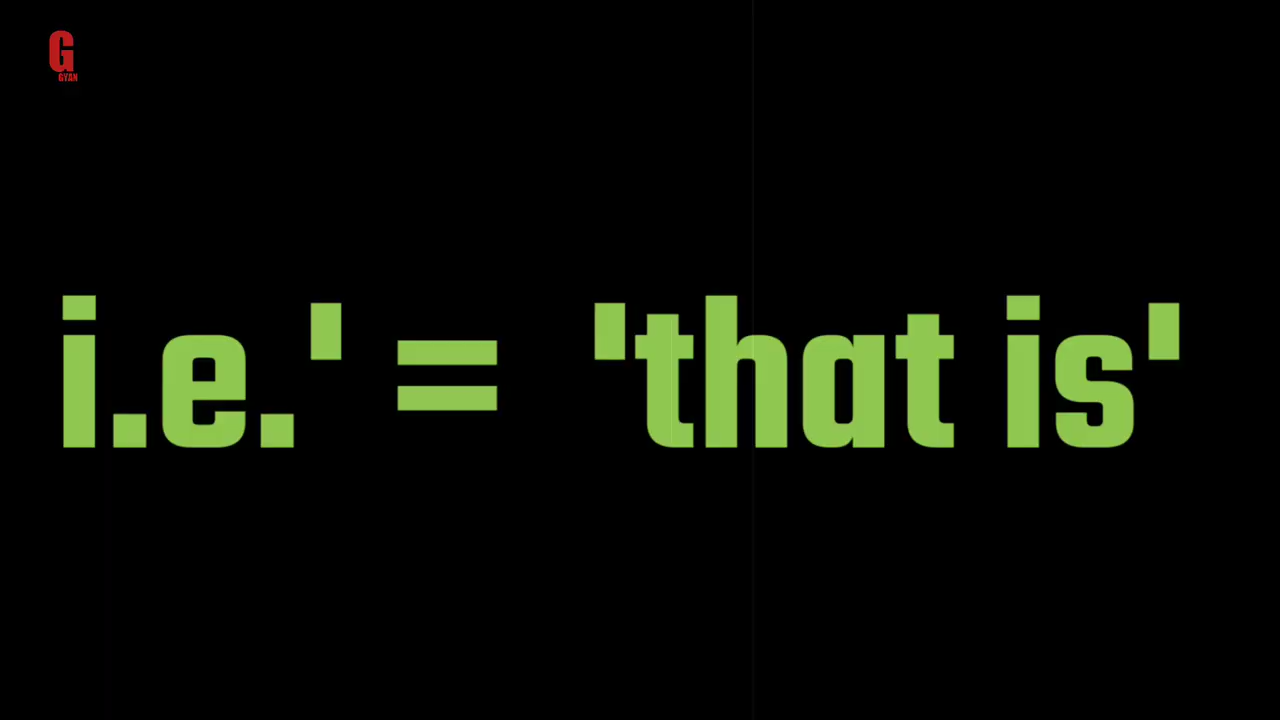 G
GYAN
i.e.' = 'that is'